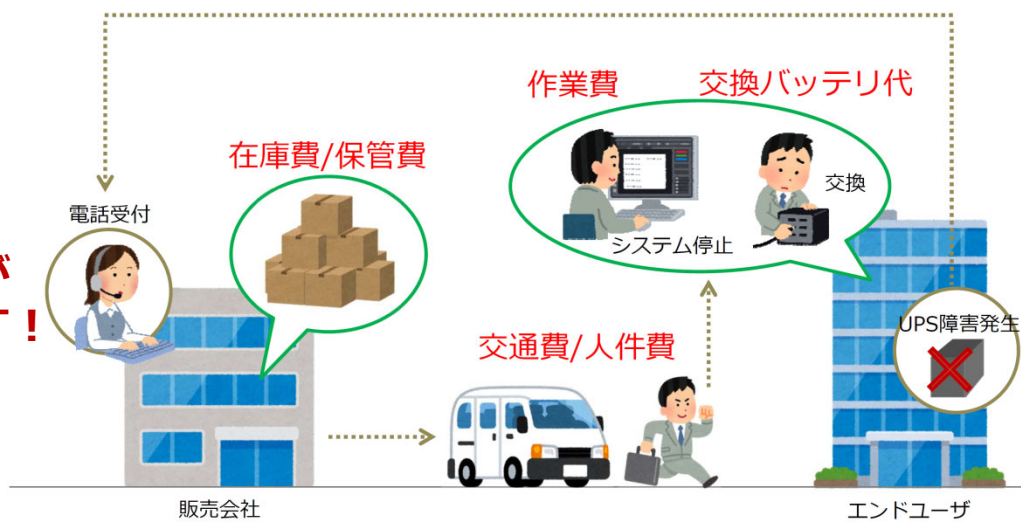 作業費
交換バッテリ代
在庫費/保管費
交換
電話受付
システム停止
が
！
UPS障害発生
交通費/人件費
販売会社
エンドユーザ